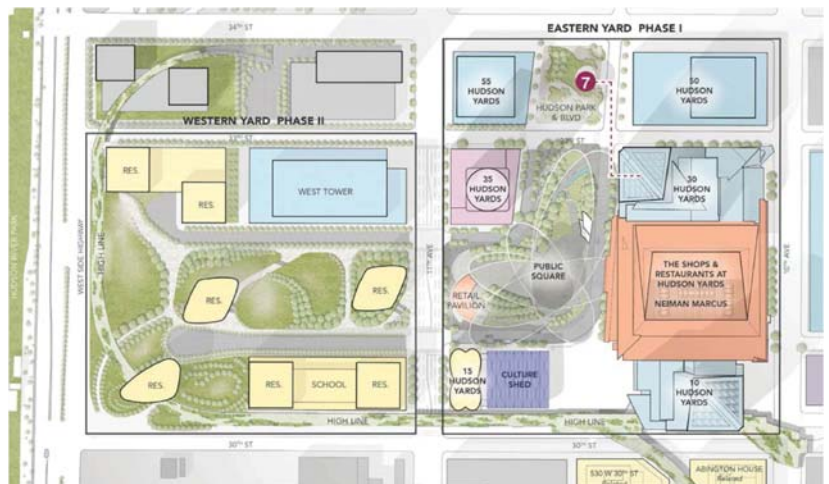 34TH ST
EASTERN YARD PHASE I
55
HUDSON
YARDS
7
HUDSON PARK
& BLVD
50
HUDSON
YARDS
WESTERN YARD PHASE II
33RD ST
RES.
RES.
WEST TOWER
35
HUDSON
YARDS
30
HUDSON
YARDS
WEST SIDE HIGHWAY
HIGH LINE
11TH AVE
10TH AVE
PUBLIC
SQUARE
THE SHOPS &
RESTAURANTS AT
HUDSON YARDS
NEIMAN MARCUS
RES.
RES.
RETAIL
PAVILION
RES.
RES.
SCHOOL
RES.
15
HUDSON
YARDS
CULTURE
SHED
10
HUDSON
YARDS
HIGH LINE
HIGH LINE
30TH ST
30TH ST
530 W 30TH ST
ABINGTON HOUSE
Related
HUDSON RIVER PARK